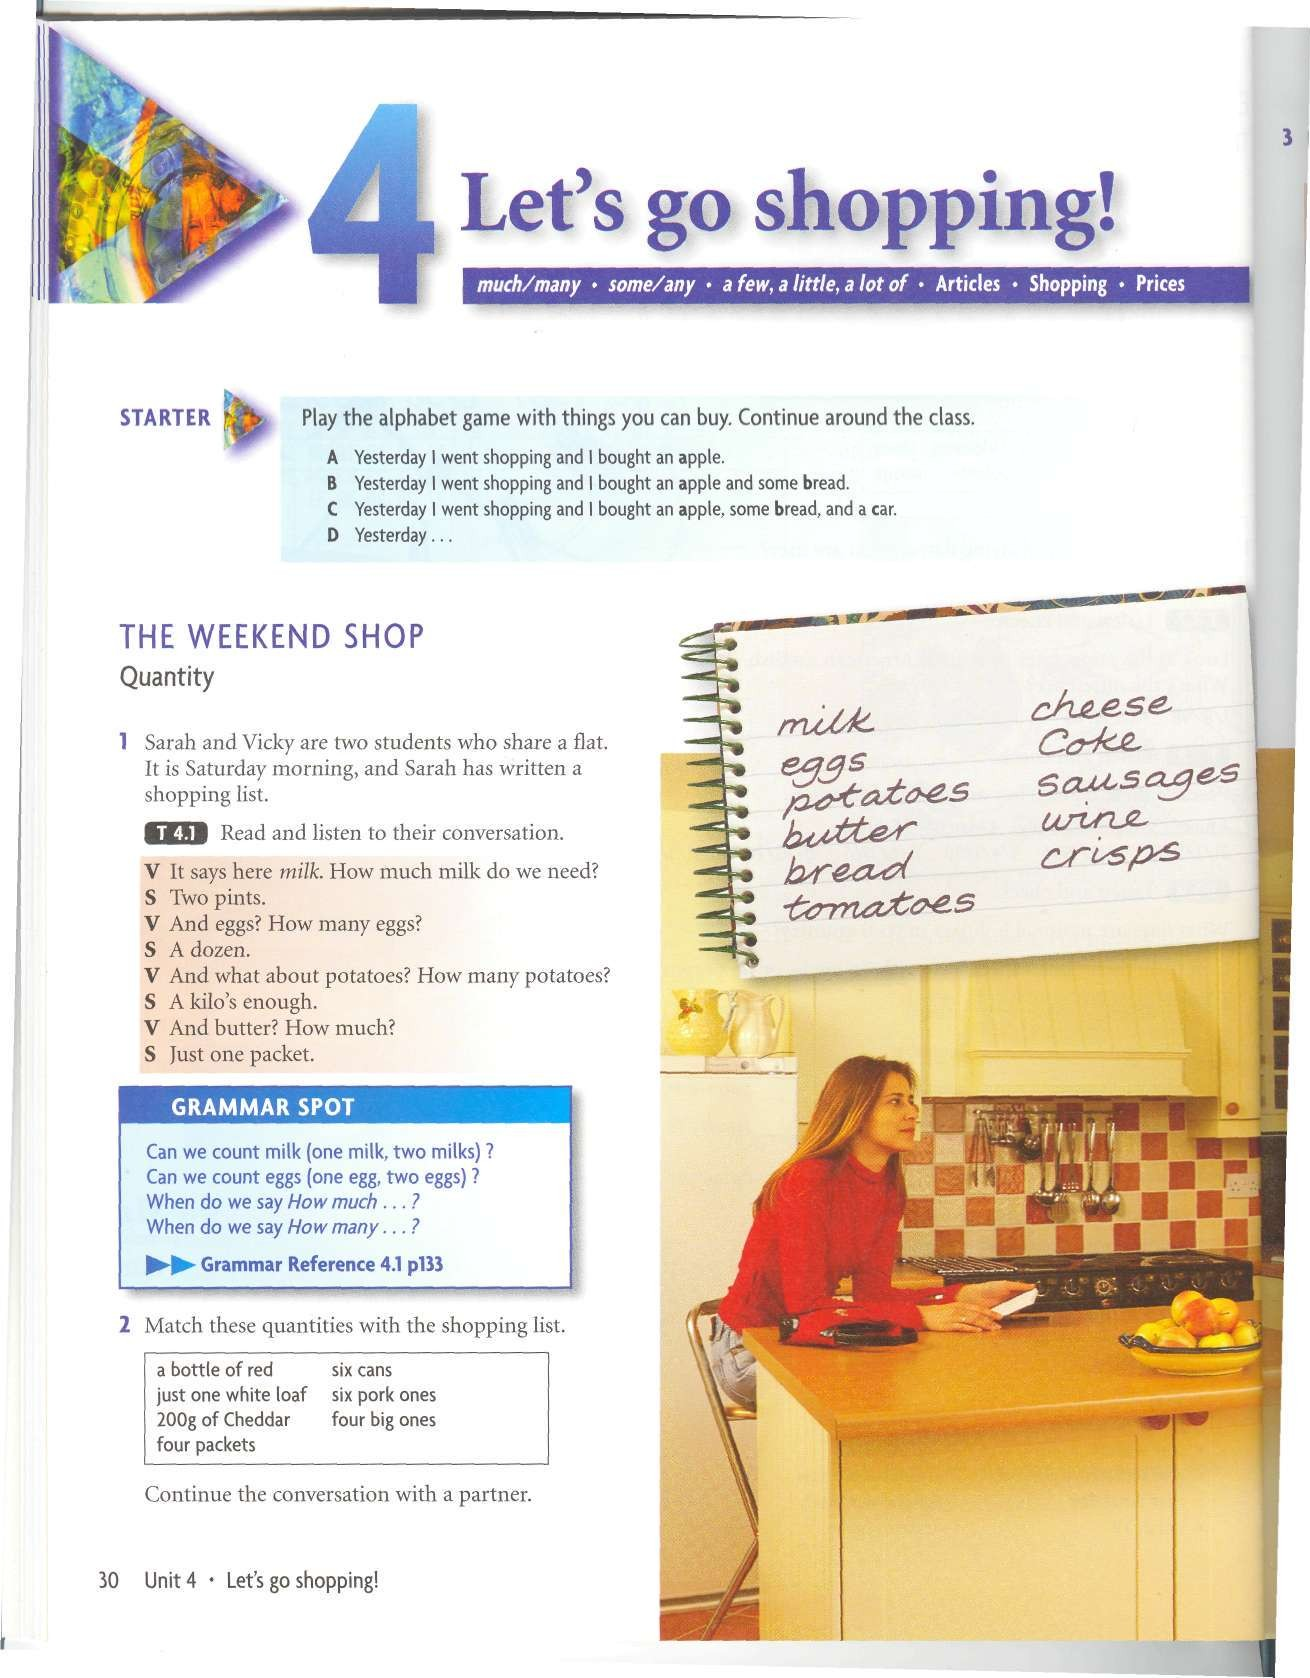 4
Let's go shopping!
much/many • some/any • a few, a little, a lot of • Articles • Shopping • Prices
3
STARTER
Play the alphabet game with things you can buy. Continue around the class.
A Yesterday I went shopping and I bought an apple.
B Yesterday I went shopping and I bought an apple and some bread.
C Yesterday I went shopping and I bought an apple, some bread, and a car.
D Yesterday . . .
THE WEEKEND SHOP
Quantity
1 Sarah and Vicky are two students who share a flat.
It is Saturday morning, and Sarah has written a
shopping list.
T 4.1 Read and listen to their conversation.
V It says here milk. How much milk do we need?
S Two pints.
V And eggs? How many eggs?
S A dozen.
V And what about potatoes? How many potatoes?
S A kilo's enough.
V And butter? How much?
S Just one packet.
GRAMMAR SPOT
Can we count milk (one milk, two milks) ?
Can we count eggs (one egg, two eggs) ?
When do we say How much . . . ?
When do we say How many . . . ?
Grammar Reference 4.1 p133
2 Match these quantities with the shopping list.
a bottle of red
just one white loaf
200g of Cheddar
four packets
six cans
six pork ones
four big ones
Continue the conversation with a partner.
milk
eggs
potatoes
butter
bread
tomatoes
cheese
Coke
sausages
wine
crisps
30 Unit 4 • Let's go shopping!